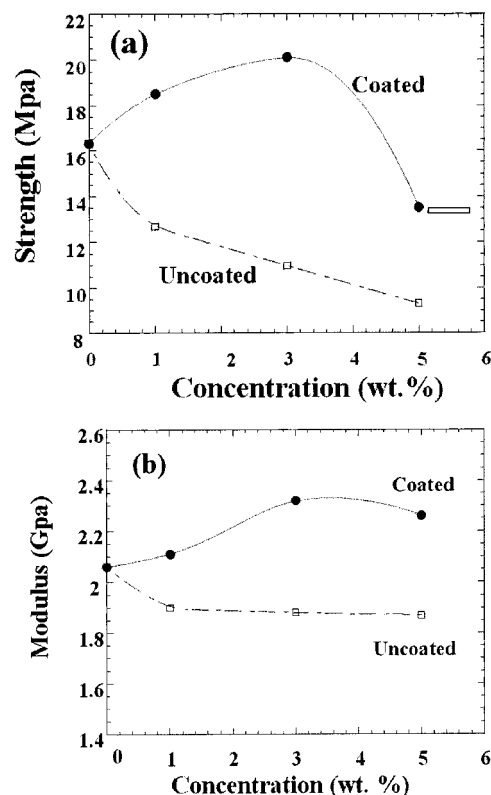 (a)
22
20
18
16
14
12
10
8
Strength (Mpa)
Coated
Uncoated
0 1 2 3 4 5 6
Concentration (wt.%)
(b)
2.6
2.4
2.2
2
1.8
1.6
1.4
Modulus (Gpa)
Coated
Uncoated
0 1 2 3 4 5 6
Concentration (wt. %)